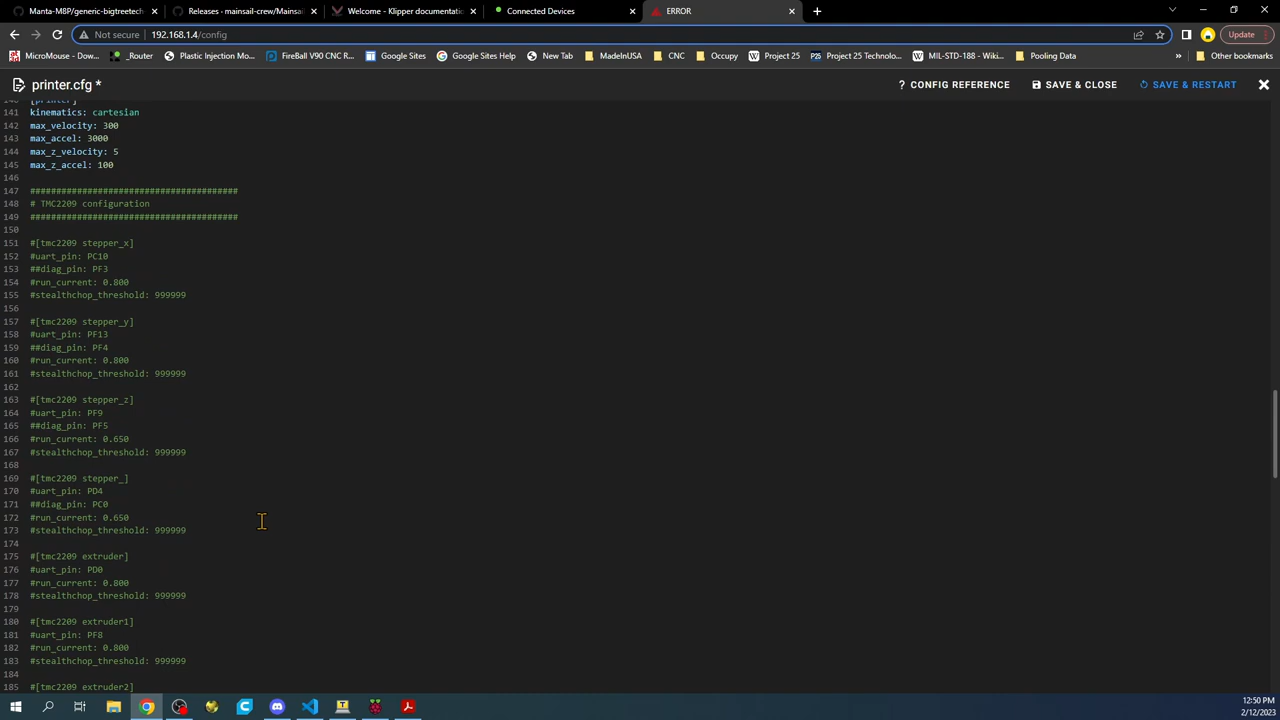 Manta-M8P/generic-bigtreetech
Releases · mainsail-crew/Mainsai
Welcome - Klipper documentatio
Connected Devices
ERROR
Not secure
192.168.1.4/config
Update
MicroMouse - Dow...
_Router
Plastic Injection Mo...
FireBall V90 CNC R...
Google Sites
Google Sites Help
New Tab
MadeInUSA
CNC
Occupy
Project 25
Project 25 Technolo...
MIL-STD-188 - Wiki...
Pooling Data
»
Other bookmarks
printer.cfg *
? CONFIG REFERENCE
SAVE & CLOSE
SAVE & RESTART
140 [printer]
141 kinematics: cartesian
142 max_velocity: 300
143 max_accel: 3000
144 max_z_velocity: 5
145 max_z_accel: 100
146
147 ########################################
148 # TMC2209 configuration
149 ########################################
150
151 #[tmc2209 stepper_x]
152 #uart_pin: PC10
153 ##diag_pin: PF3
154 #run_current: 0.800
155 #stealthchop_threshold: 999999
156
157 #[tmc2209 stepper_y]
158 #uart_pin: PF13
159 ##diag_pin: PF4
160 #run_current: 0.800
161 #stealthchop_threshold: 999999
162
163 #[tmc2209 stepper_z]
164 #uart_pin: PF9
165 ##diag_pin: PF5
166 #run_current: 0.650
167 #stealthchop_threshold: 999999
168
169 #[tmc2209 stepper_]
170 #uart_pin: PD4
171 ##diag_pin: PC0
172 #run_current: 0.650
173 #stealthchop_threshold: 999999
174
175 #[tmc2209 extruder]
176 #uart_pin: PD0
177 #run_current: 0.800
178 #stealthchop_threshold: 999999
179
180 #[tmc2209 extruder1]
181 #uart_pin: PF8
182 #run_current: 0.800
183 #stealthchop_threshold: 999999
184
185 #[tmc2209 extruder2]
12:50 PM
2/12/2023